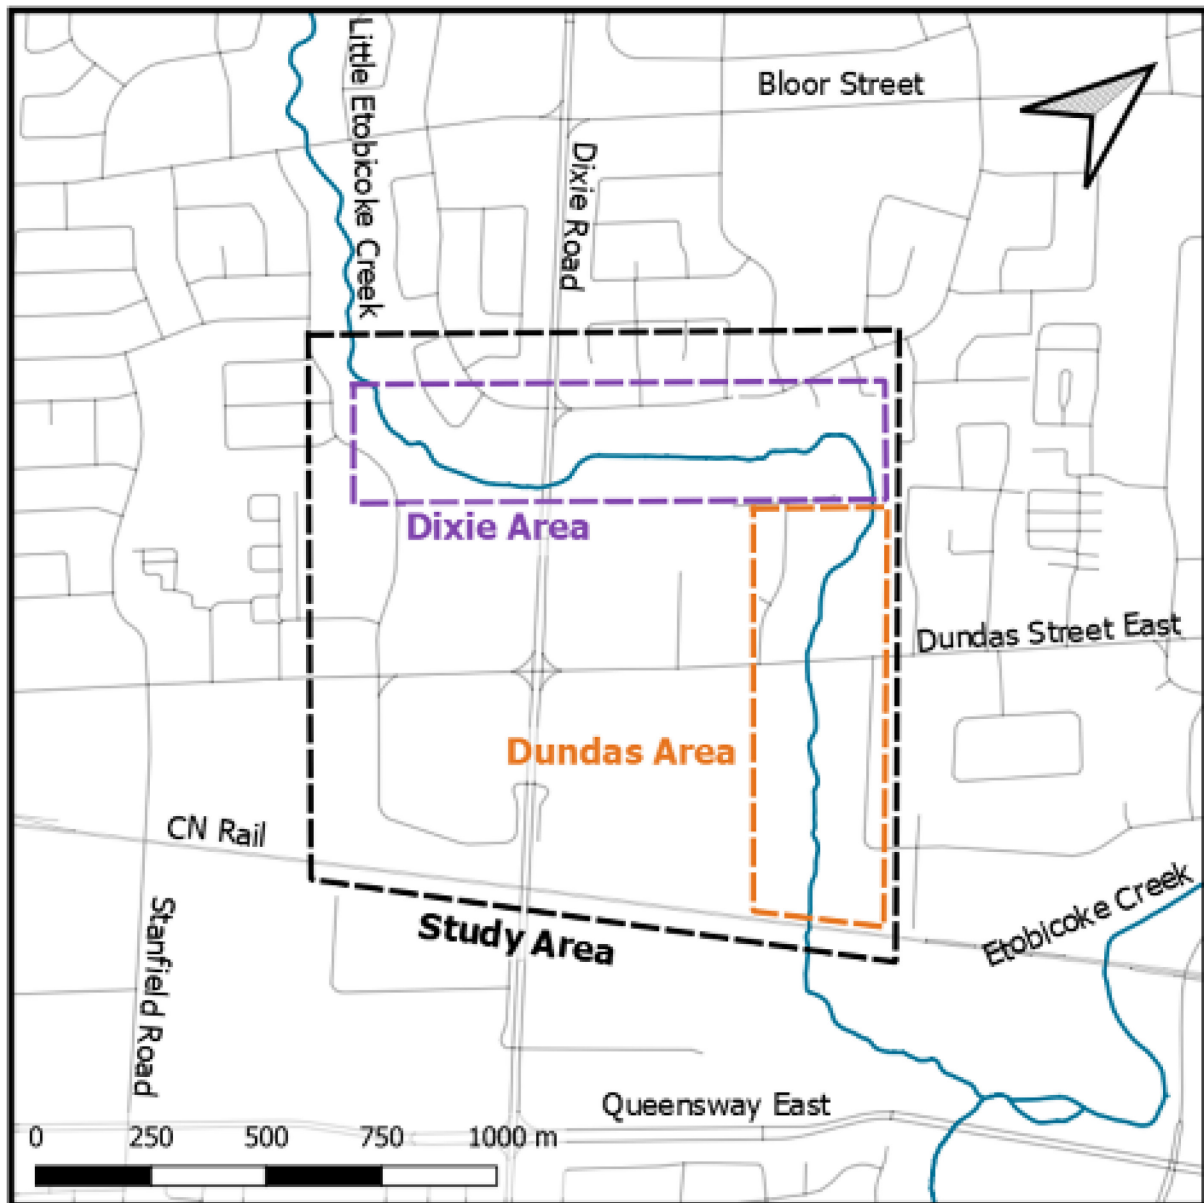 Bloor Street
Little Etobicoke Creek
Dixie Road
Dixie Area
Dundas Street East
Dundas Area
CN Rail
Study Area
Etobicoke Creek
Stanfield Road
Queensway East
0 250 500 750 1000 m